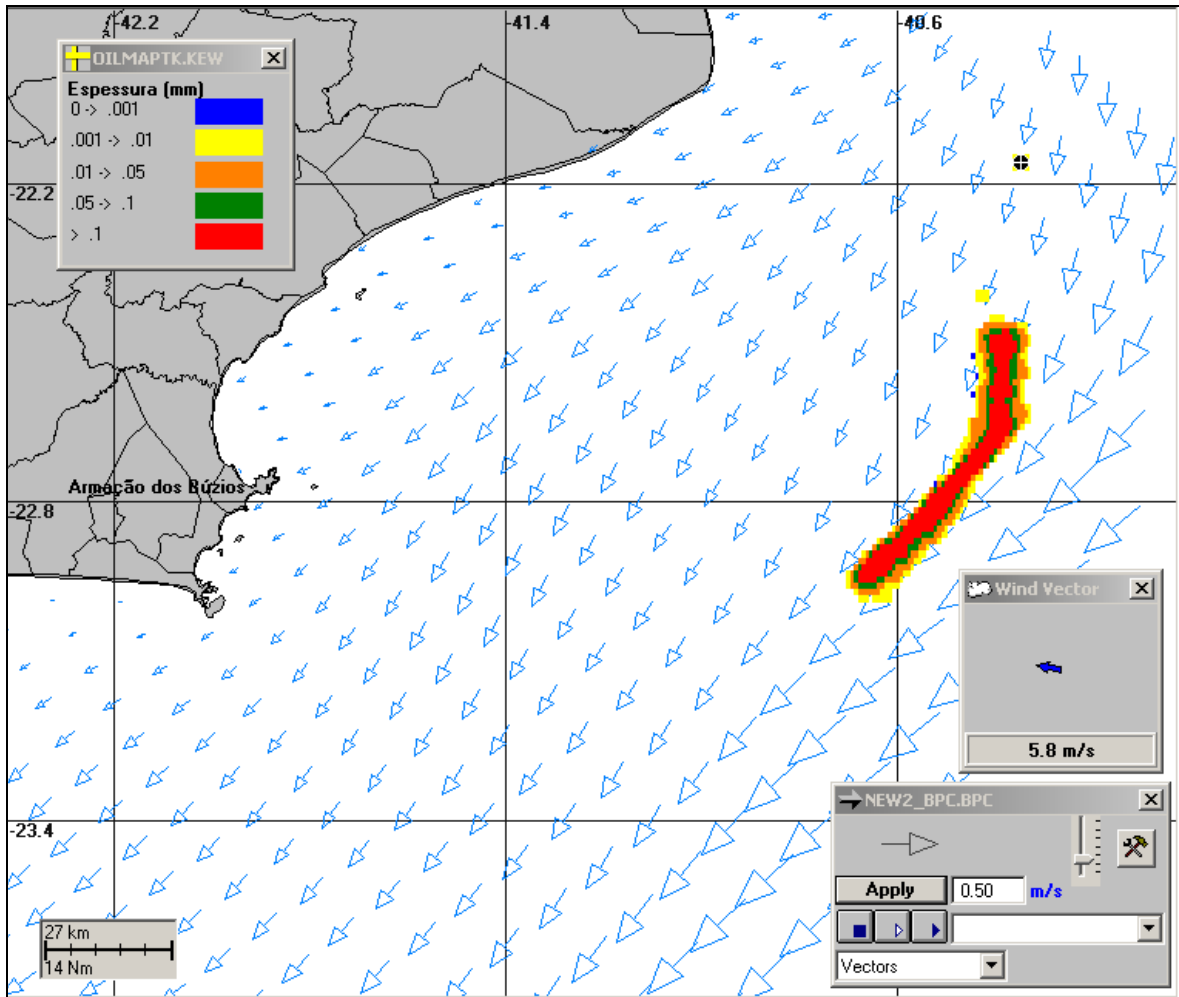 -42.2
-41.4
-40.6
OILMAPTK.KEW
Espessura (mm)
0 -> .001
.001 -> .01
.01 -> .05
.05 -> .1
> .1
-22.2
Armação dos Búzios
-22.8
Wind Vector
5.8 m/s
NEW2_BPC.BPC
-23.4
Apply
0.50
m/s
27 km
14 Nm
Vectors